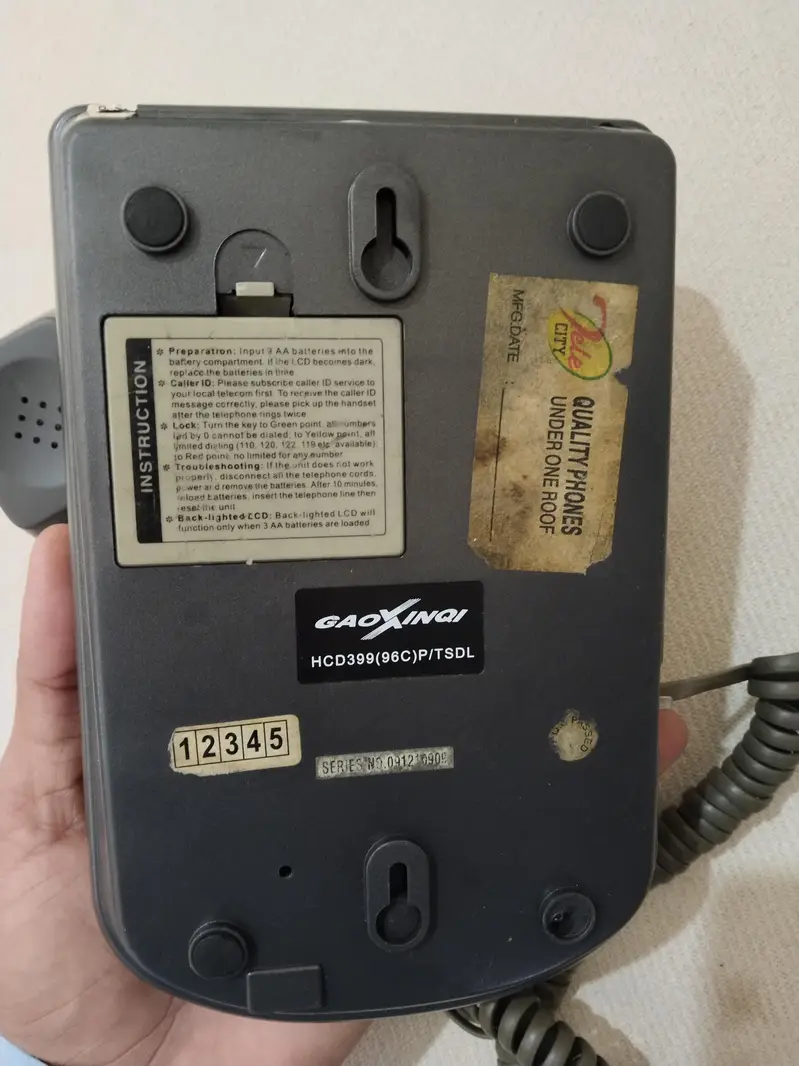 INSTRUCTION
✲ Preparation: Input 3 AA batteries into the
battery compartment. If the LCD becomes dark,
replace the batteries in time.
✲ Caller ID: Please subscribe caller ID service to
your local telecom first. To receive the caller ID
message correctly, please pick up the handset
after the telephone rings twice.
✲ Lock: Turn the key to Green point, all numbers
led by 0 cannot be dialed; to Yellow point, all
limited dialing (110, 120, 122, 119 etc. available)
to Red point, no limited for any number.
✲ Troubleshooting: If the unit does not work
properly, disconnect all the telephone cords,
power and remove the batteries. After 10 minutes,
reload batteries, insert the telephone line then
reset the unit.
✲ Back-lighted LCD: Back-lighted LCD will
function only when 3 AA batteries are loaded.
Tele
CITY
QUALITY PHONES
UNDER ONE ROOF
MFG DATE :
GAOXINQI
HCD399(96C)P/TSDL
12345
SERIES NO.
PASSED